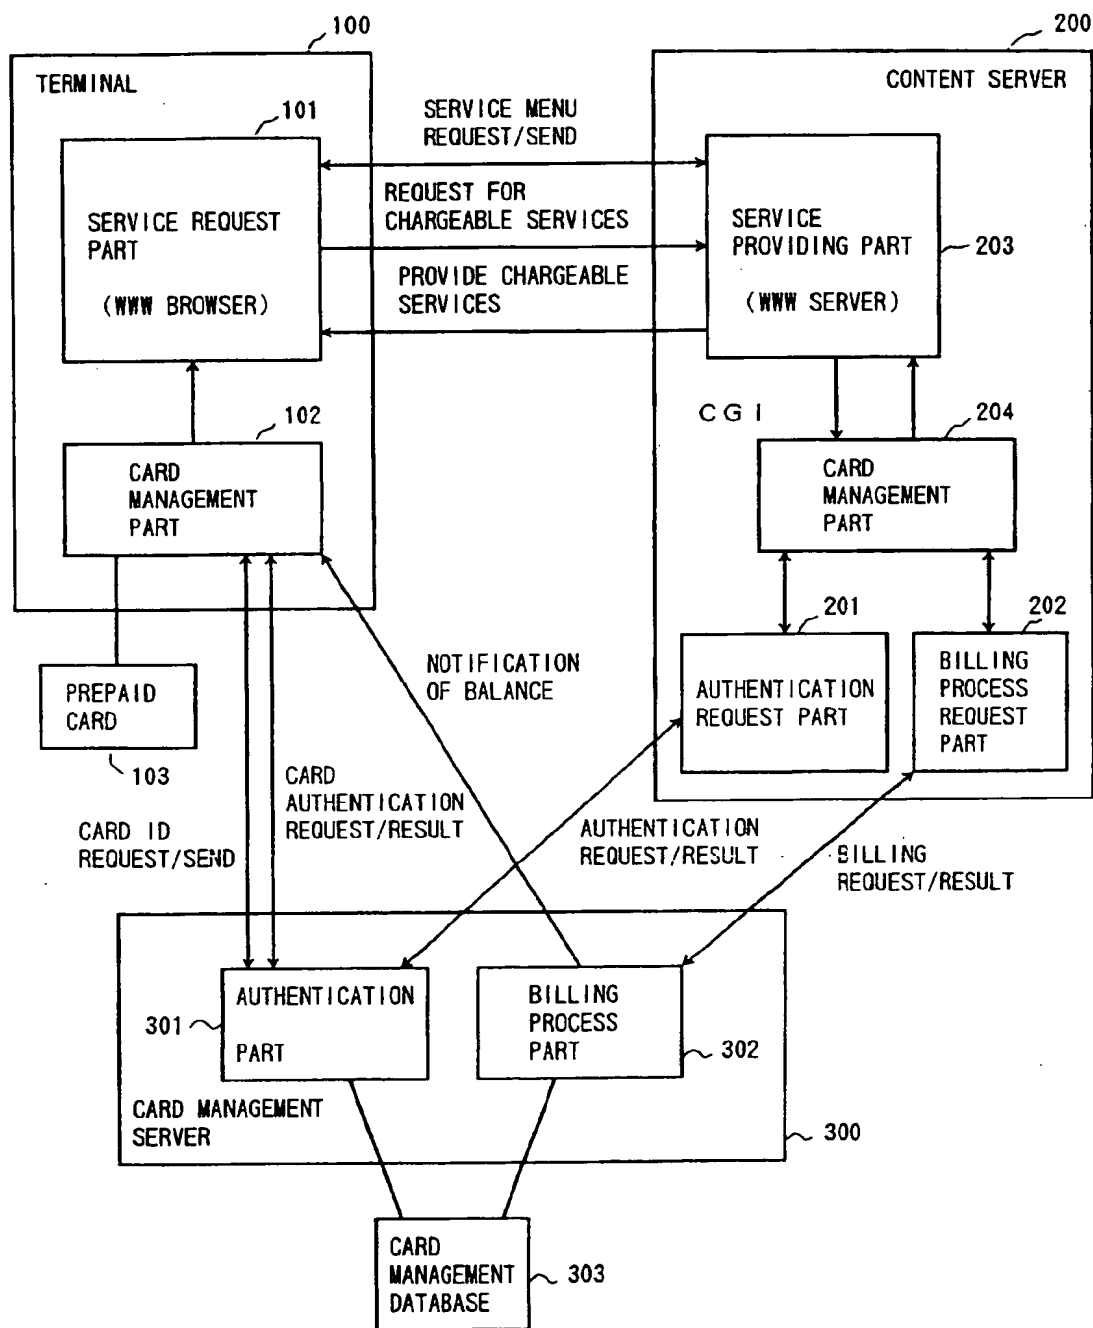 100
200
TERMINAL
CONTENT SERVER
101
SERVICE MENU
REQUEST/SEND
REQUEST FOR
CHARGEABLE SERVICES
SERVICE REQUEST
PART
(WWW BROWSER)
SERVICE
PROVIDING PART
(WWW SERVER)
203
PROVIDE CHARGEABLE
SERVICES
102
CGI
204
CARD
MANAGEMENT
PART
CARD
MANAGEMENT
PART
201
202
PREPAID
CARD
103
NOTIFICATION
OF BALANCE
AUTHENTICATION
REQUEST PART
BILLING
PROCESS
REQUEST
PART
CARD ID
REQUEST/SEND
CARD
AUTHENTICATION
REQUEST/RESULT
AUTHENTICATION
REQUEST/RESULT
BILLING
REQUEST/RESULT
301
AUTHENTICATION
PART
BILLING
PROCESS
PART
302
CARD MANAGEMENT
SERVER
300
CARD
MANAGEMENT
DATABASE
303